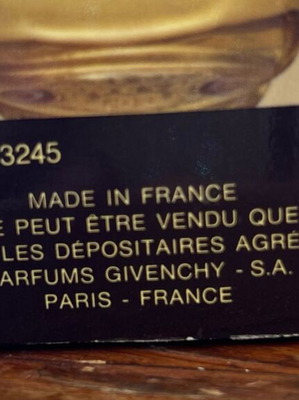 3245
MADE IN FRANCE
E PEUT ÊTRE VENDU QUE
LES DÉPOSITAIRES AGRÉ
ARFUMS GIVENCHY - S.A.
PARIS - FRANCE